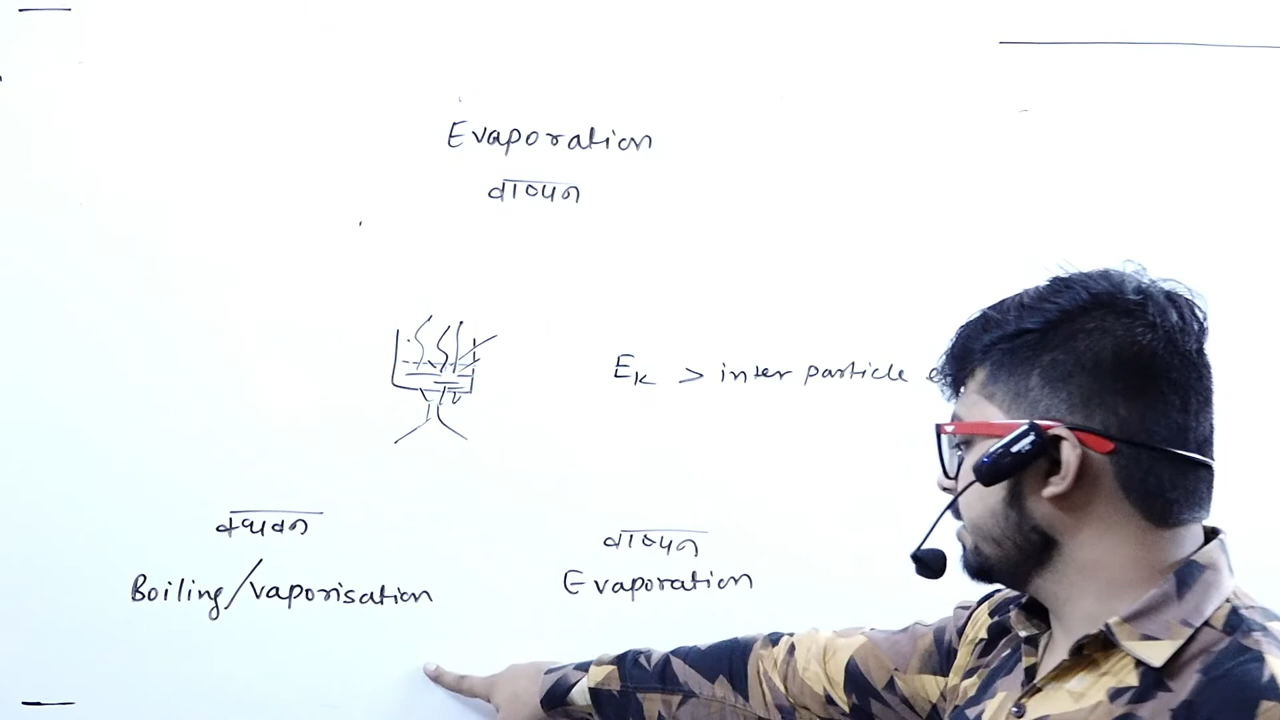 Evaporation
वाष्पन
Ek > inter particle
क्वथन
Boiling/vaporisation
वाष्पन
Evaporation